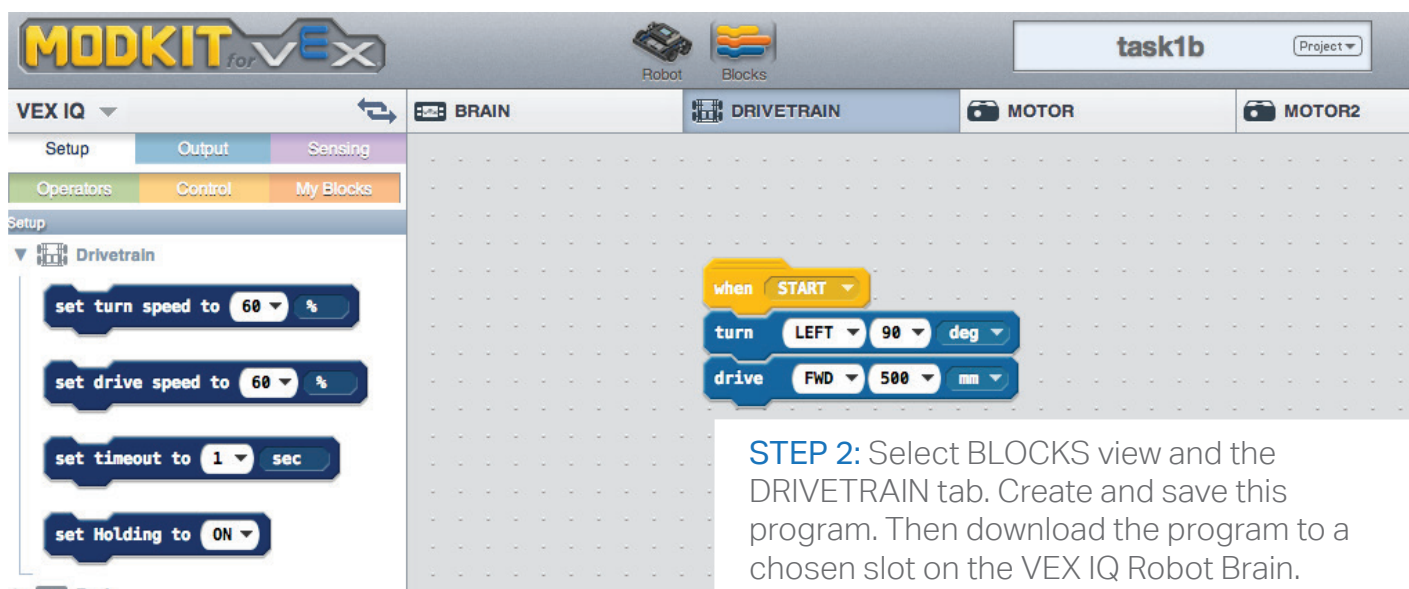 MODKIT for VEX
Robot Blocks
task1b Project
VEX IQ
BRAIN DRIVETRAIN MOTOR MOTOR2
Setup Output Sensing
Operators Control My Blocks
Setup
Drivetrain
set turn speed to 60 %
set drive speed to 60 %
set timeout to 1 sec
set Holding to ON
when START
turn LEFT 90 deg
drive FWD 500 mm
STEP 2: Select BLOCKS view and the
DRIVETRAIN tab. Create and save this
program. Then download the program to a
chosen slot on the VEX IQ Robot Brain.